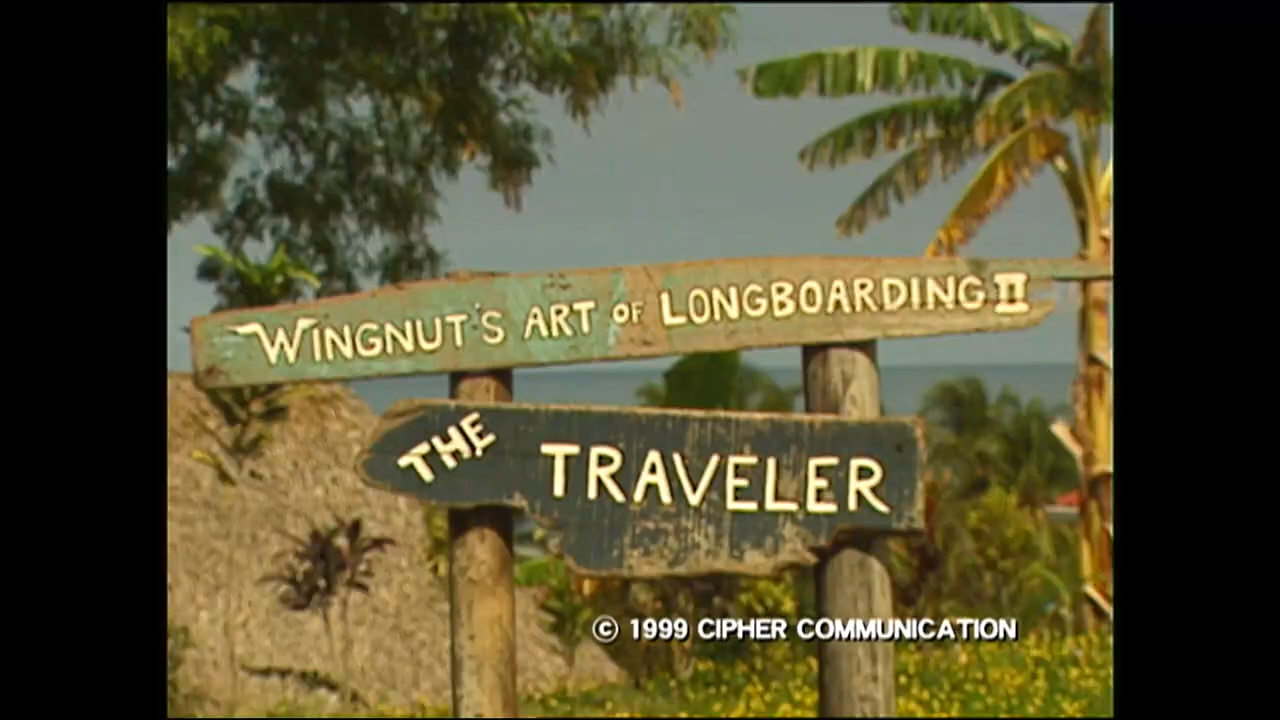 WINGNUT'S ART OF LONGBOARDING II
THE TRAVELER
© 1999 CIPHER COMMUNICATION